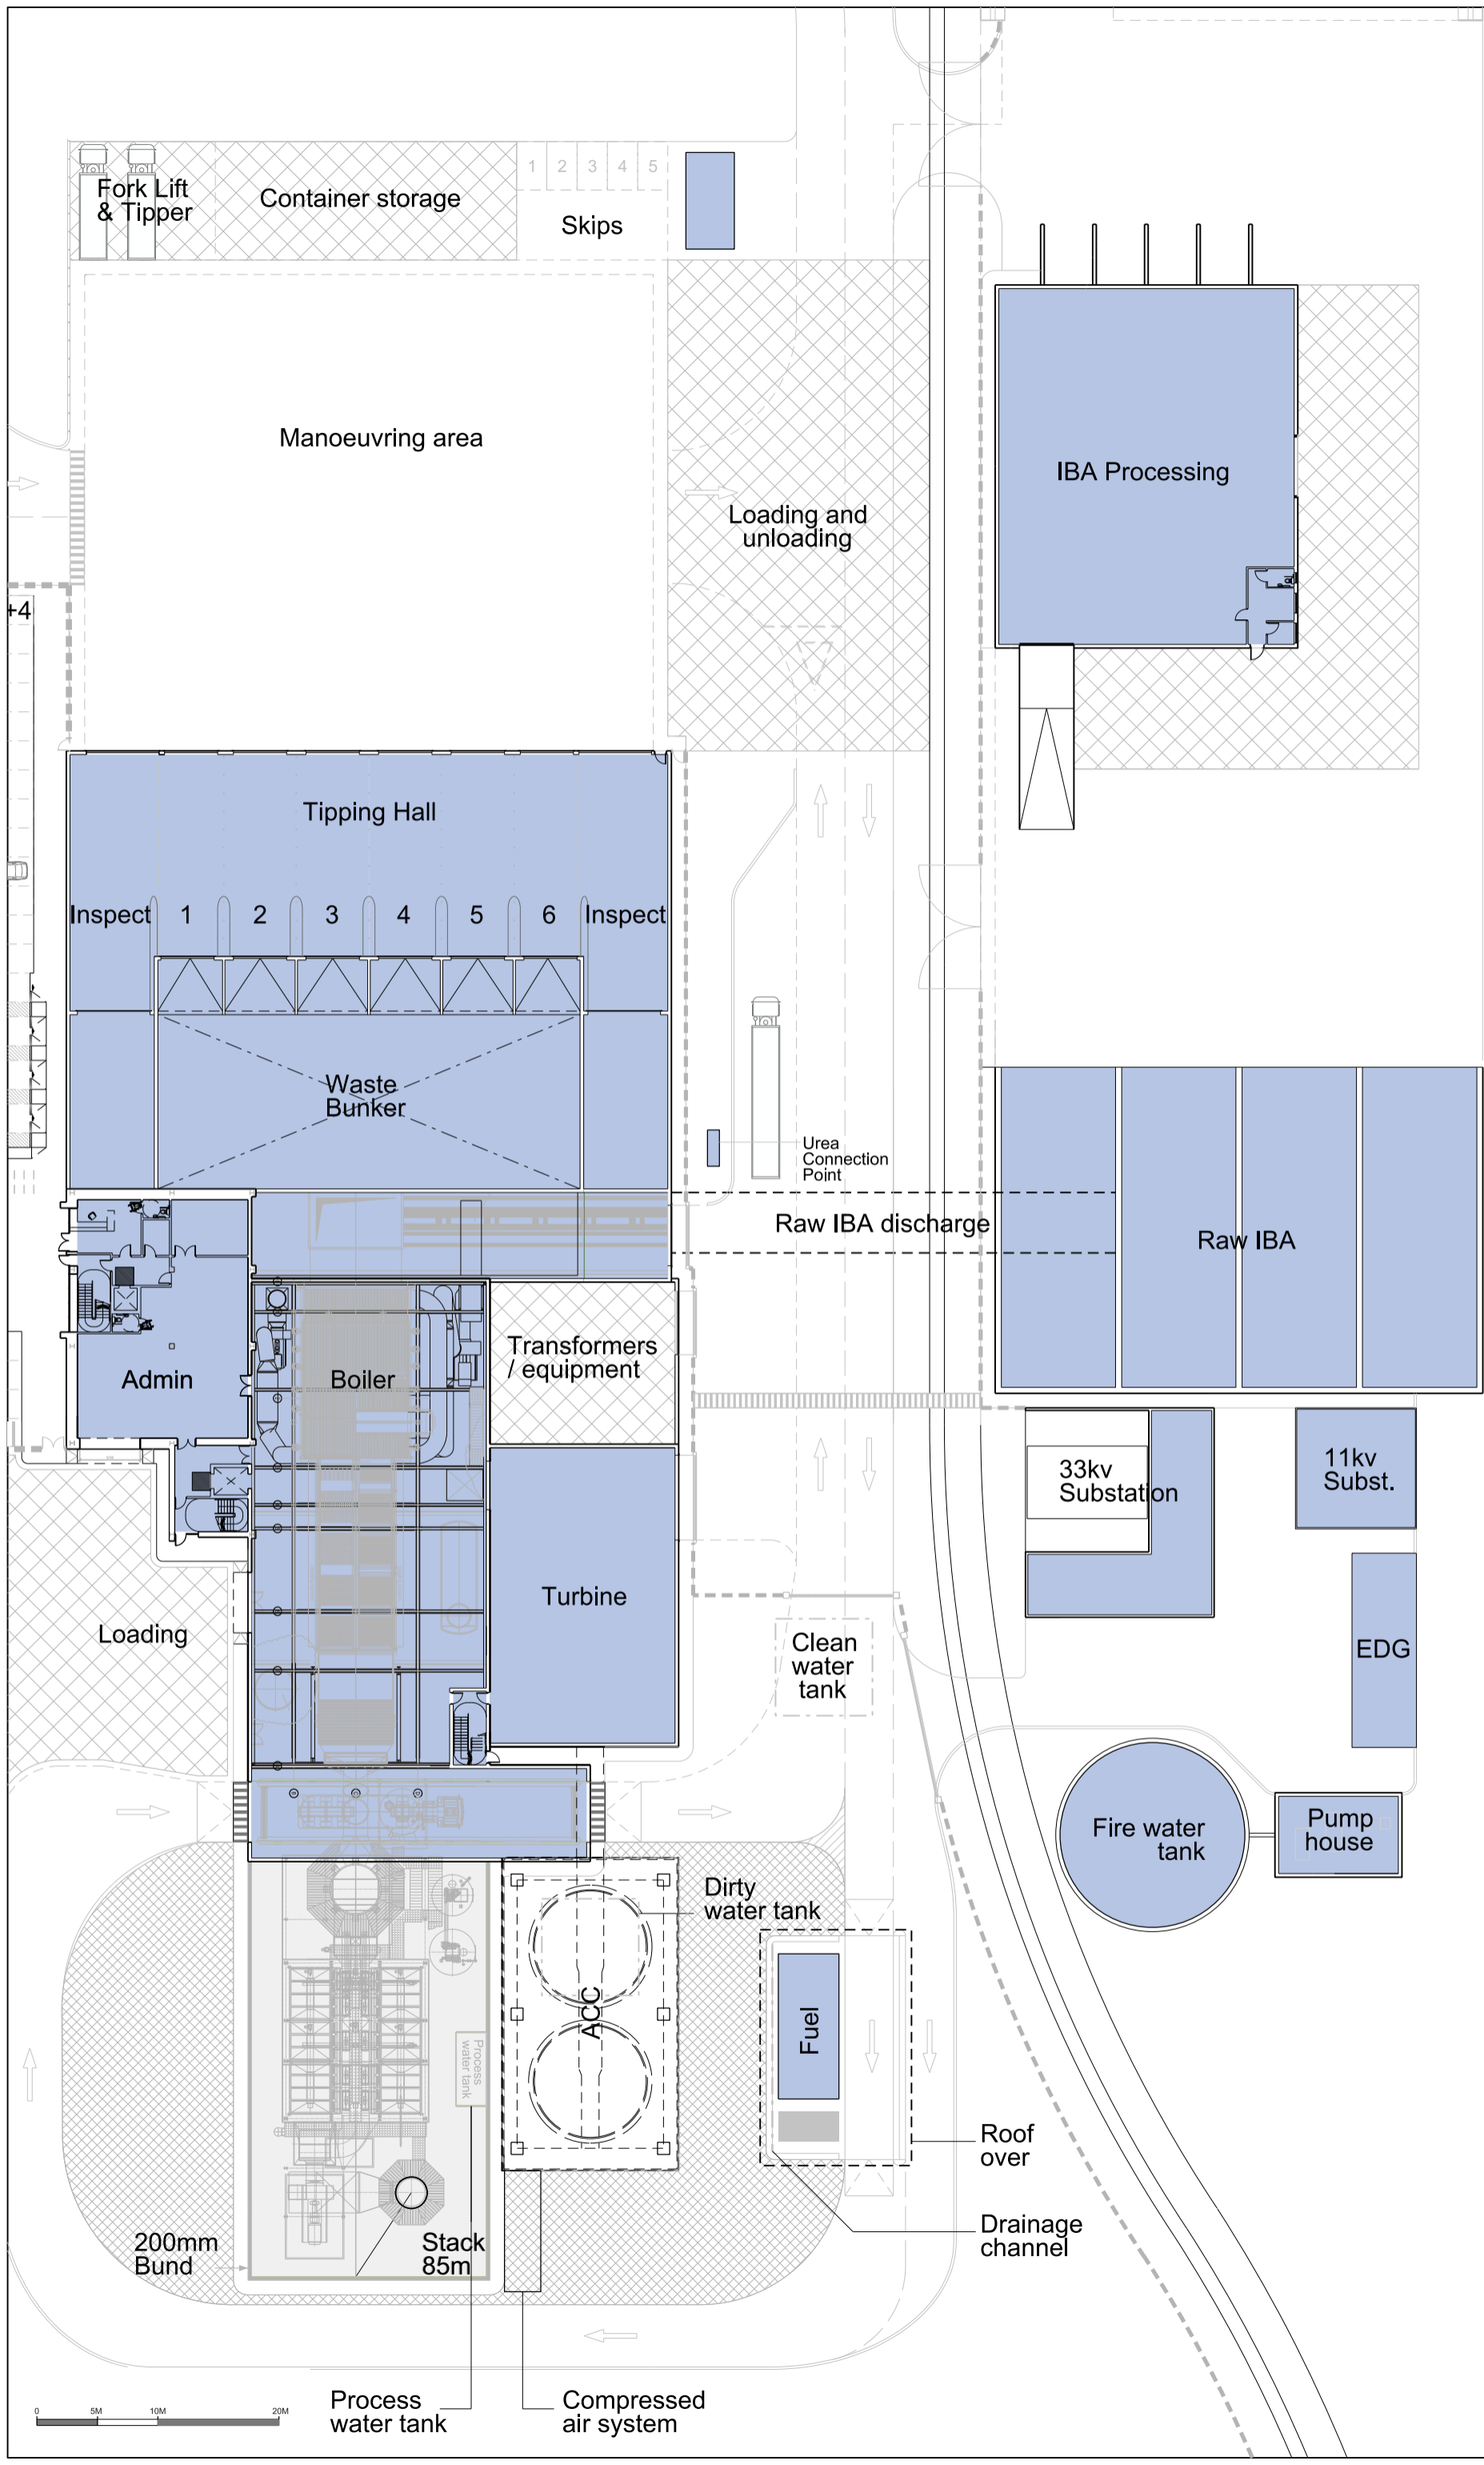 1 2 3 4 5
Fork Lift
& Tipper
Container storage
Skips
Manoeuvring area
IBA Processing
Loading and
unloading
+4
Tipping Hall
Inspect 1 2 3 4 5 6 Inspect
Waste
Bunker
Urea
Connection
Point
Raw IBA discharge
Raw IBA
Transformers
/ equipment
Admin
Boiler
33kv
Substation
11kv
Subst.
Turbine
Loading
Clean
water
tank
EDG
Fire water
tank
Pump
house
Dirty
water tank
ACC
Fuel
Process
water tank
Roof
over
Drainage
channel
200mm
Bund
Stack
85m
Process
water tank
Compressed
air system
0 5M 10M 20M